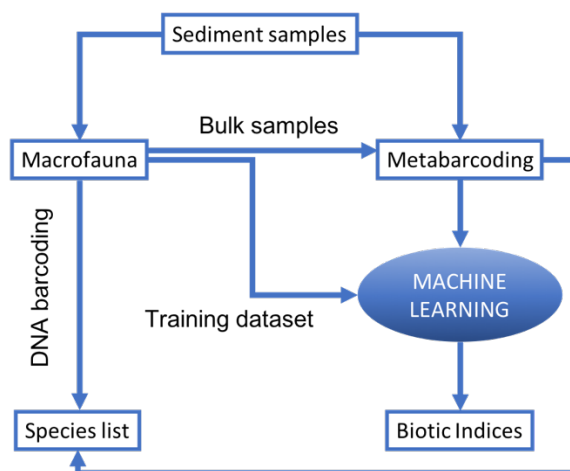 Sediment samples
Bulk samples
Macrofauna
Metabarcoding
DNA barcoding
MACHINE
LEARNING
Training dataset
Species list
Biotic Indices